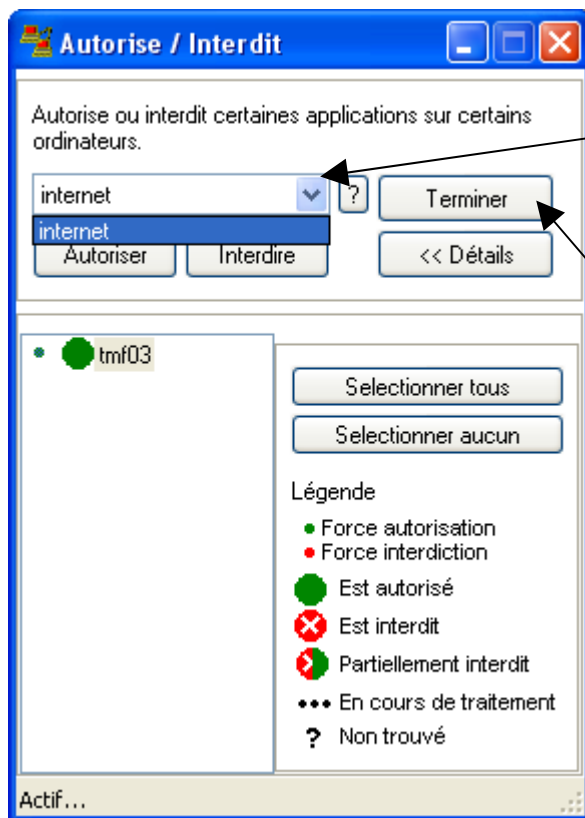 Autorise / Interdit
Autorise ou interdit certaines applications sur certains
ordinateurs.
internet
?
Terminer
internet
Autoriser
Interdire
<< Détails
tmf03
Selectionner tous
Selectionner aucun
Légende
Force autorisation
Force interdiction
Est autorisé
Est interdit
Partiellement interdit
En cours de traitement
? Non trouvé
Actif...